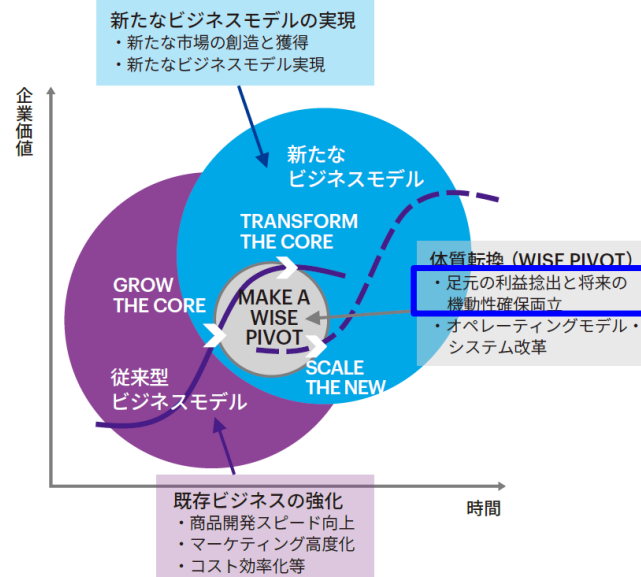 新たなビジネスモデルの実現
・新たな市場の創造と獲得
・新たなビジネスモデル実現
企業価値
新たな
ビジネスモデル
TRANSFORM
THE CORE
GROW
THE CORE
MAKE A
WISE
PIVOT
体質転換（WISE PIVOT）
・足元の利益捻出と将来の
機動性確保両立
・オペレーティングモデル・
システム改革
SCALE
THE NEW
従来型
ビジネスモデル
時間
既存ビジネスの強化
・商品開発スピード向上
・マーケティング高度化
・コスト効率化等